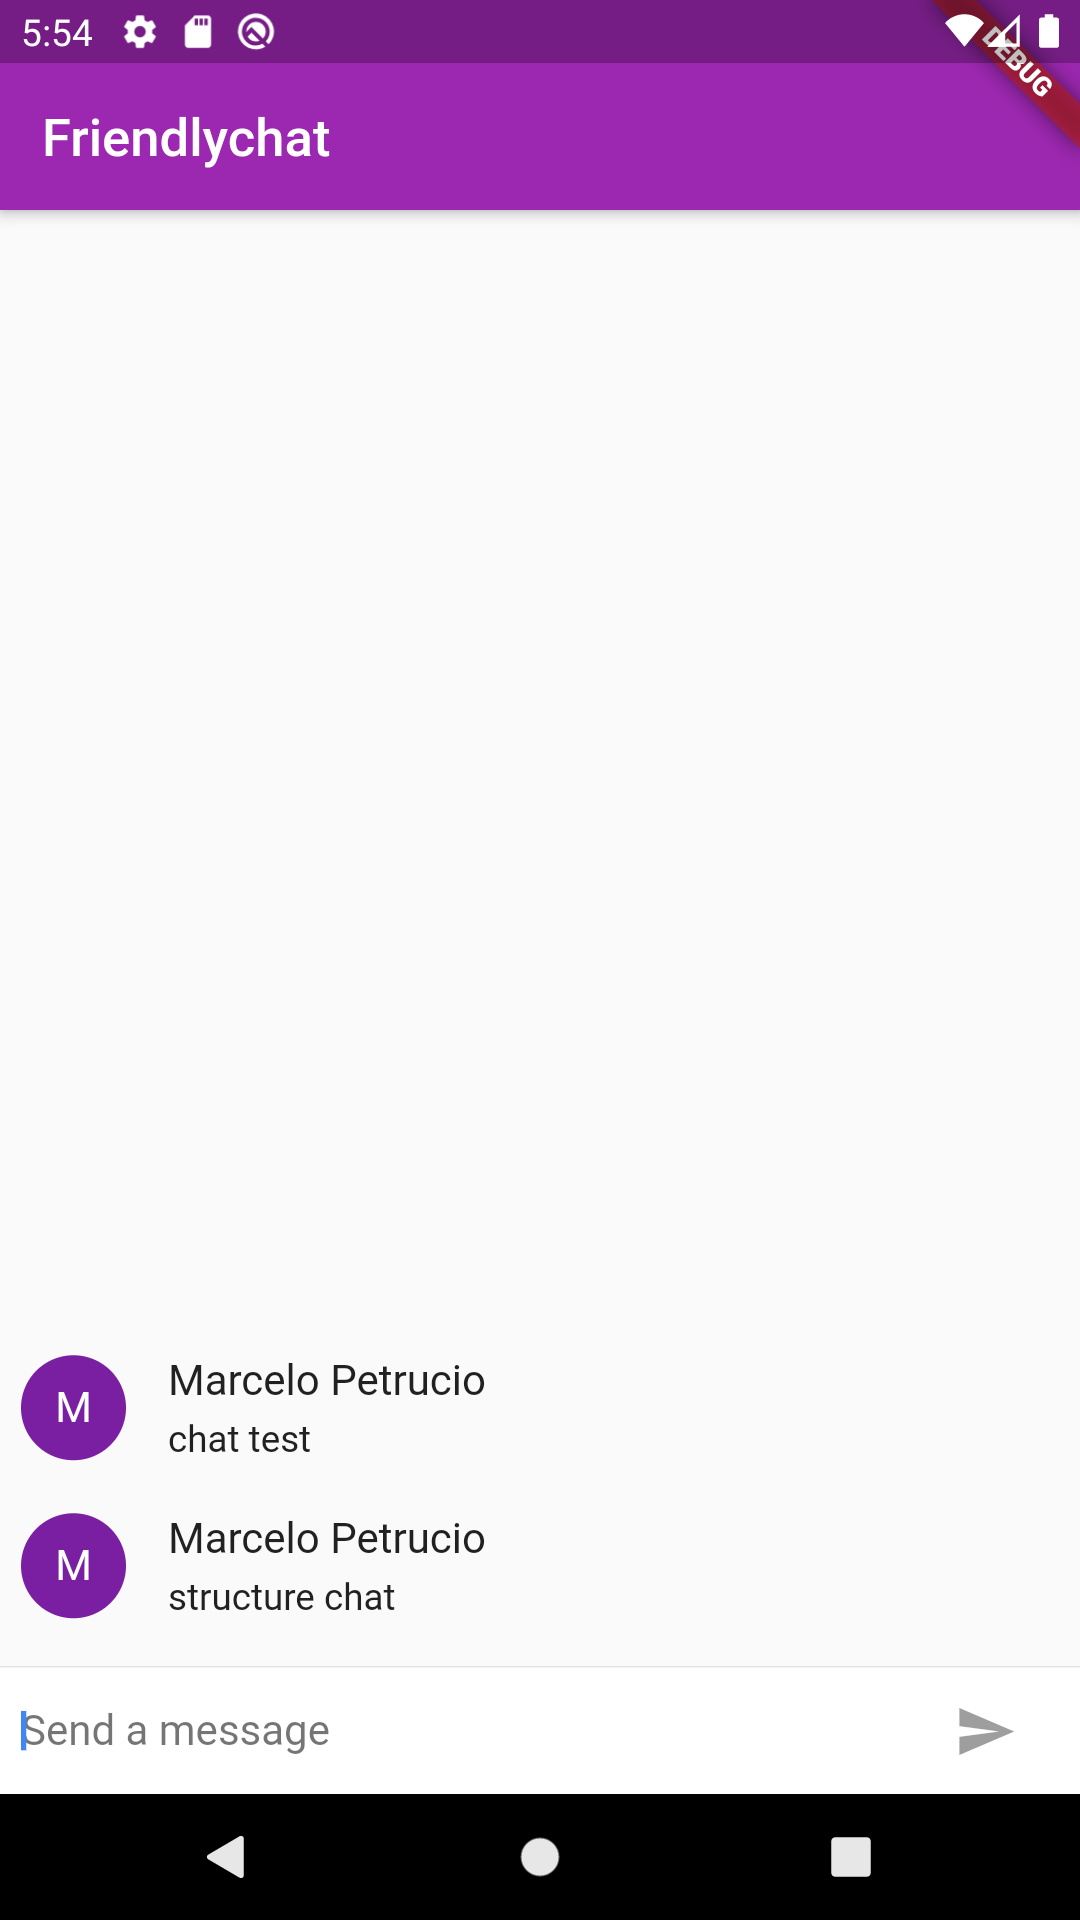 5:54
DEBUG
Friendlychat
M
Marcelo Petrucio
chat test
M
Marcelo Petrucio
structure chat
Send a message